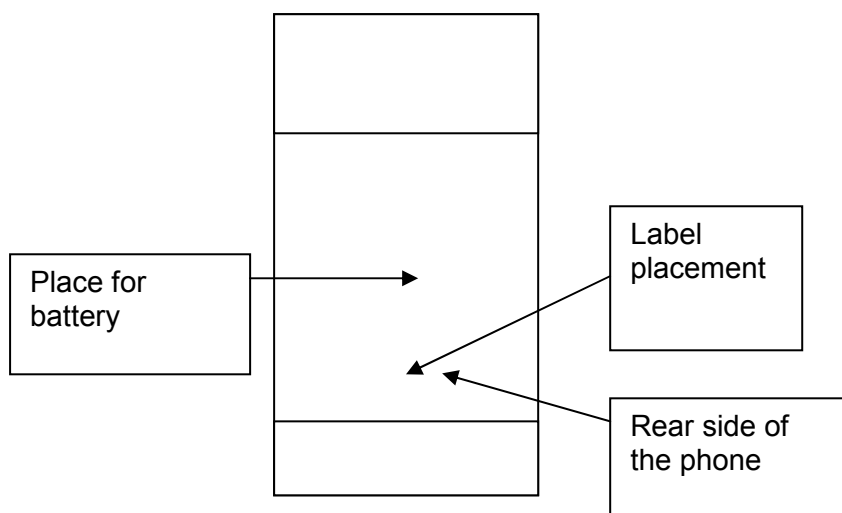 Place for
battery
Label
placement
Rear side of
the phone